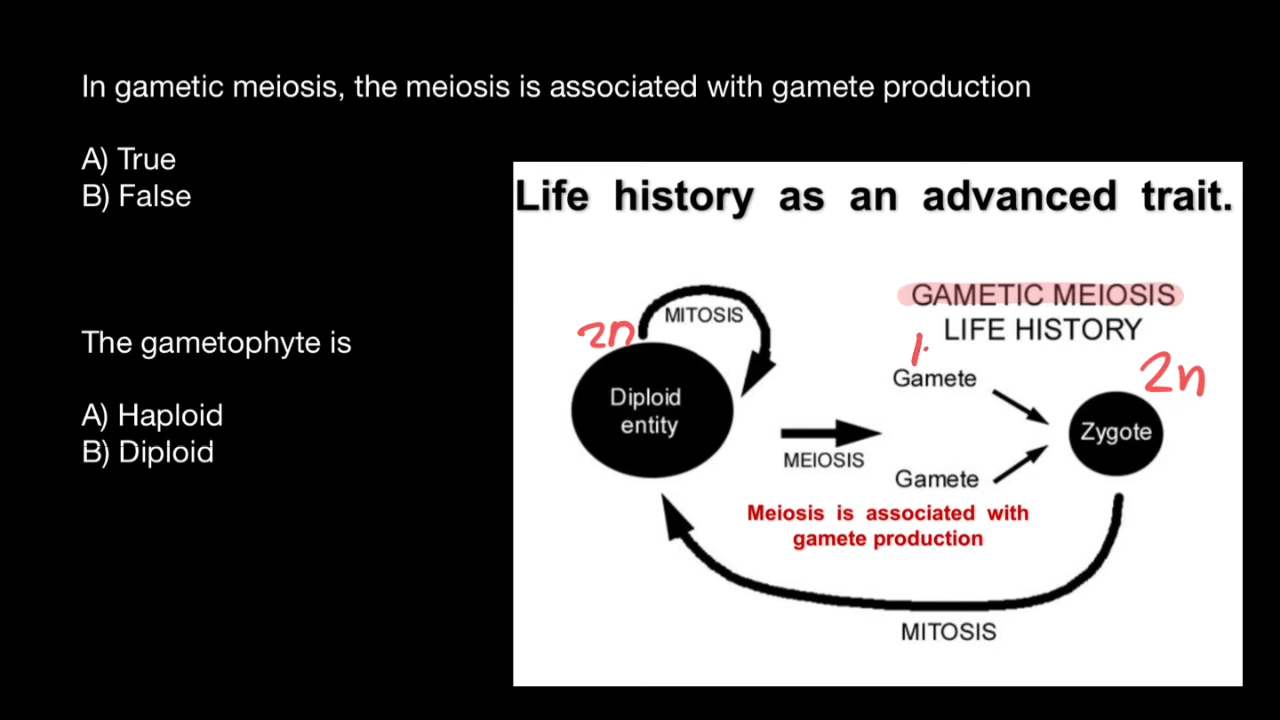 In gametic meiosis, the meiosis is associated with gamete production
A) True
B) False
The gametophyte is
A) Haploid
B) Diploid
Life history as an advanced trait.
GAMETIC MEIOSIS
LIFE HISTORY
MITOSIS
2n
Diploid
entity
MEIOSIS
Gamete
Gamete
2n
Zygote
Meiosis is associated with
gamete production
MITOSIS